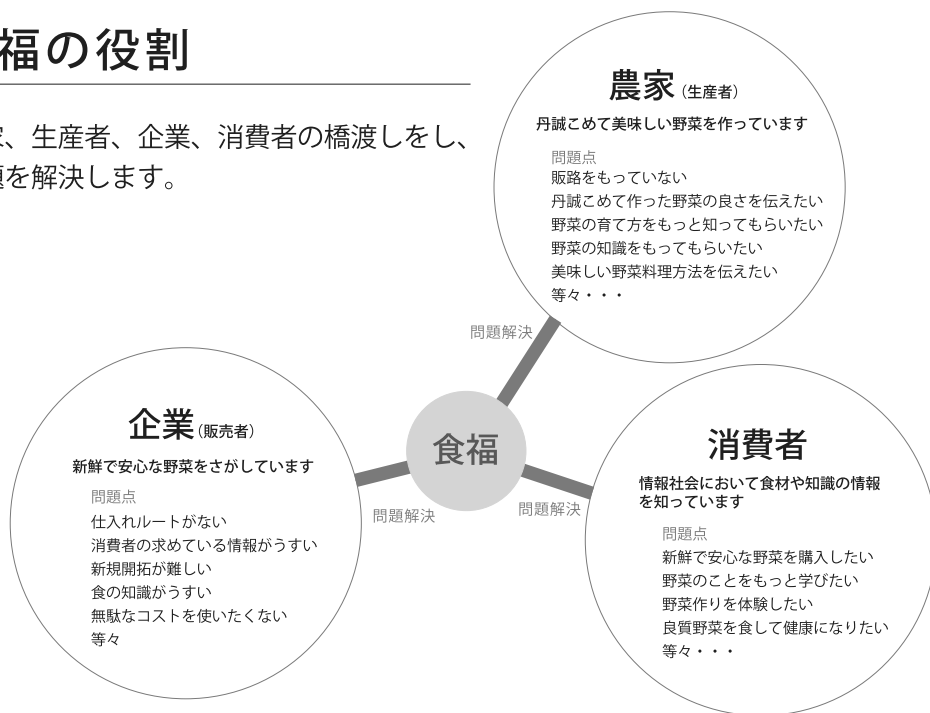 福の役割
、生産者、企業、消費者の橋渡しをし、
を解決します。
農家（生産者）
丹誠こめて美味しい野菜を作っています
問題点
販路をもっていない
丹誠こめて作った野菜の良さを伝えたい
野菜の育て方をもっと知ってもらいたい
野菜の知識をもってもらいたい
美味しい野菜料理方法を伝えたい
等々・・・
問題解決
食福
問題解決
問題解決
企業（販売者）
新鮮で安心な野菜をさがしています
問題点
仕入れルートがない
消費者の求めている情報がうすい
新規開拓が難しい
食の知識がうすい
無駄なコストを使いたくない
等々
消費者
情報社会において食材や知識の情報
を知っています
問題点
新鮮で安心な野菜を購入したい
野菜のことをもっと学びたい
野菜作りを体験したい
良質野菜を食して健康になりたい
等々・・・